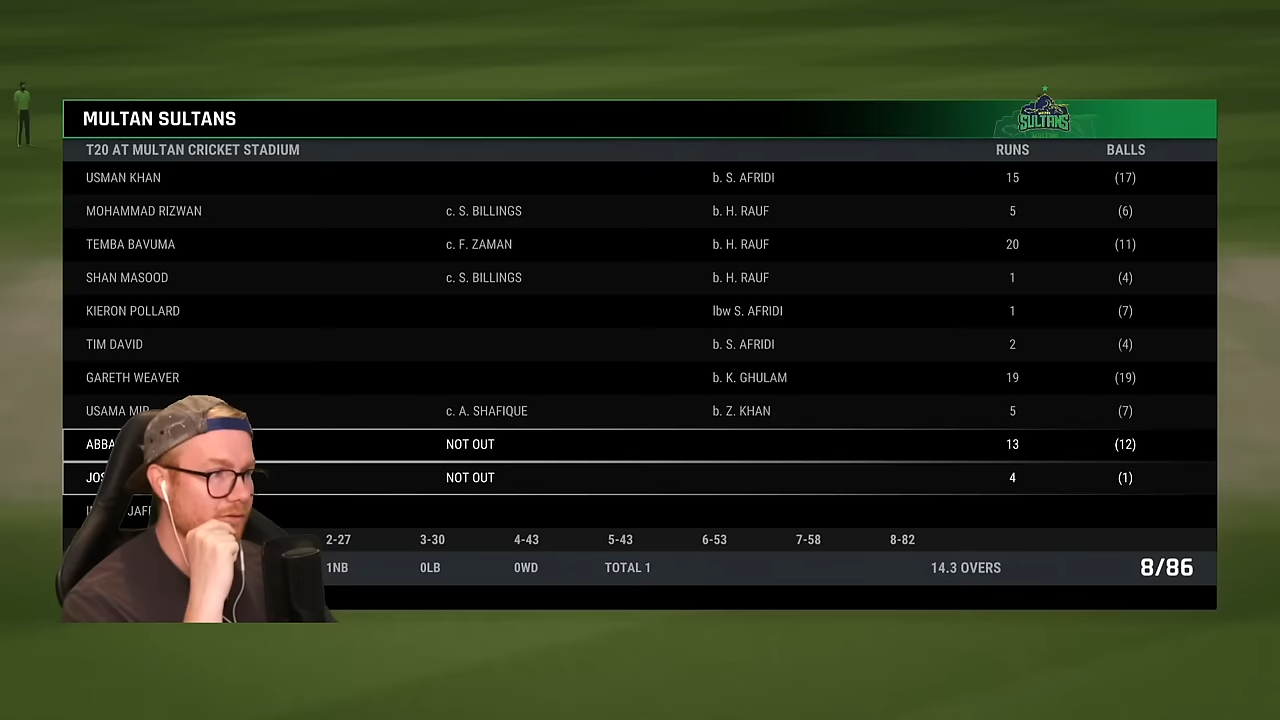 MULTAN SULTANS
SULTANS
T20 AT MULTAN CRICKET STADIUM RUNS BALLS
USMAN KHAN b. S. AFRIDI 15 (17)
MOHAMMAD RIZWAN c. S. BILLINGS b. H. RAUF 5 (6)
TEMBA BAVUMA c. F. ZAMAN b. H. RAUF 20 (11)
SHAN MASOOD c. S. BILLINGS b. H. RAUF 1 (4)
KIERON POLLARD lbw S. AFRIDI 1 (7)
TIM DAVID b. S. AFRIDI 2 (4)
GARETH WEAVER b. K. GHULAM 19 (19)
USAMA MIR c. A. SHAFIQUE b. Z. KHAN 5 (7)
ABBA NOT OUT 13 (12)
JOS NOT OUT 4 (1)
2-27 3-30 4-43 5-43 6-53 7-58 8-82
1NB 0LB 0WD TOTAL 1 14.3 OVERS 8/86